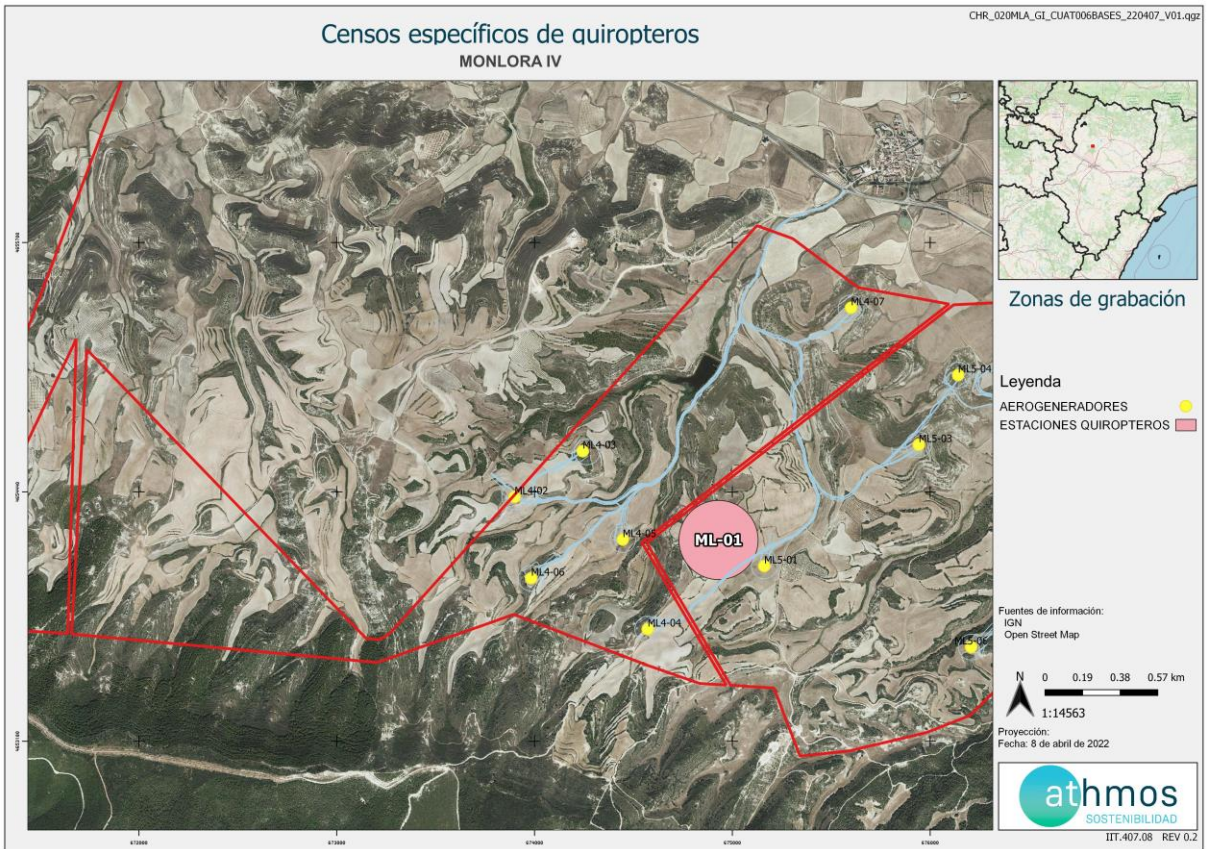 CHR_020MLA_GI_CUAT006BASES_220407_V01.qgz
Censos específicos de quiropteros
MONLORA IV
ML4-07
ML5-04
ML5-03
ML4-03
ML4-02
ML4-05
ML-01
ML5-01
ML4-06
ML4-04
ML5-06
Zonas de grabación
Leyenda
AEROGENERADORES
ESTACIONES QUIROPTEROS
Fuentes de información:
IGN
Open Street Map
N
0 0.19 0.38 0.57 km
1:14563
Proyección:
Fecha: 8 de abril de 2022
athmos
SOSTENIBILIDAD
IIT.407.08 REV 0.2